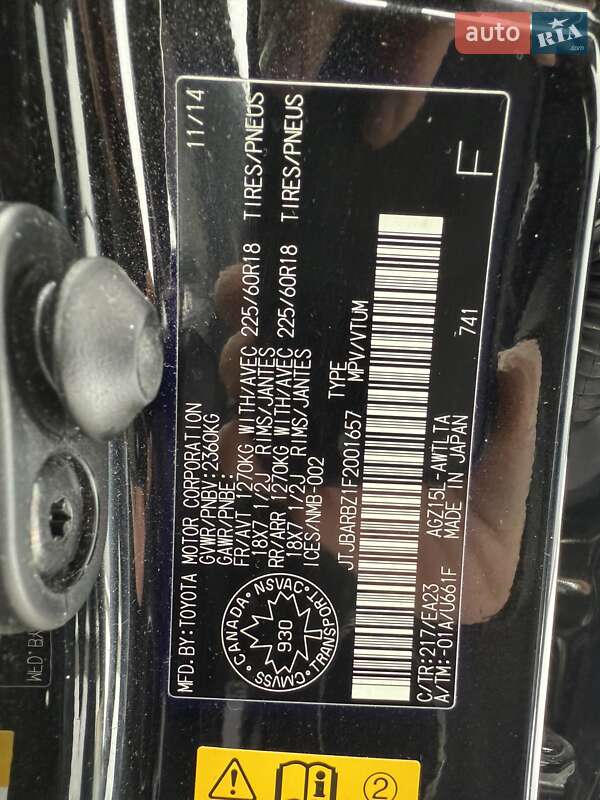 auto RIA.com
MFD. BY:TOYOTA MOTOR CORPORATION 11/14
GVWR/PNBV:2360KG
GAWR/PNBE:
FR/AV1 1270KG WITH/AVEC 225/60R18 TIRES/PNEUS
18X7 1/2J RIMS/JANTES
RR/ARR 1270KG WITH/AVEC 225/60R18 TIRES/PNEUS
18X7 1/2J RIMS/JANTES
ICES/NMB-002
CANADA · NSVAC · TRANSPORT · CMVSS ·
930
JTJBARBZ1F2001657 TYPE MPV/VTUM
F
C/TR:217/EA23 AGZ15L-AWTLTA 741
A/TM:-01A/U661F MADE IN JAPAN
2